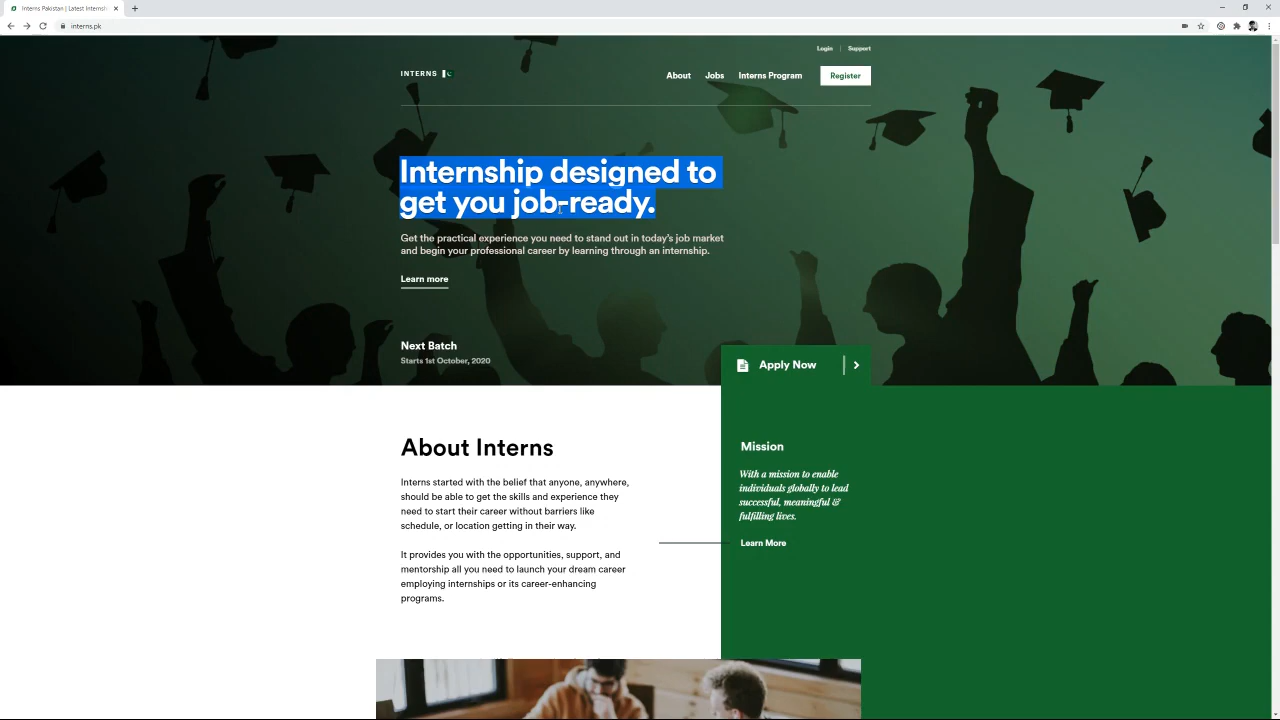 Interns Pakistan | Latest Internsh
interns.pk
Login | Support
INTERNS
About Jobs Interns Program Register
Internship designed to
get you job-ready.
Get the practical experience you need to stand out in today's job market
and begin your professional career by learning through an internship.
Learn more
Next Batch
Starts 1st October, 2020
Apply Now
About Interns
Interns started with the belief that anyone, anywhere,
should be able to get the skills and experience they
need to start their career without barriers like
schedule, or location getting in their way.
It provides you with the opportunities, support, and
mentorship all you need to launch your dream career
employing internships or its career-enhancing
programs.
Mission
With a mission to enable
individuals globally to lead
successful, meaningful &
fulfilling lives.
Learn More